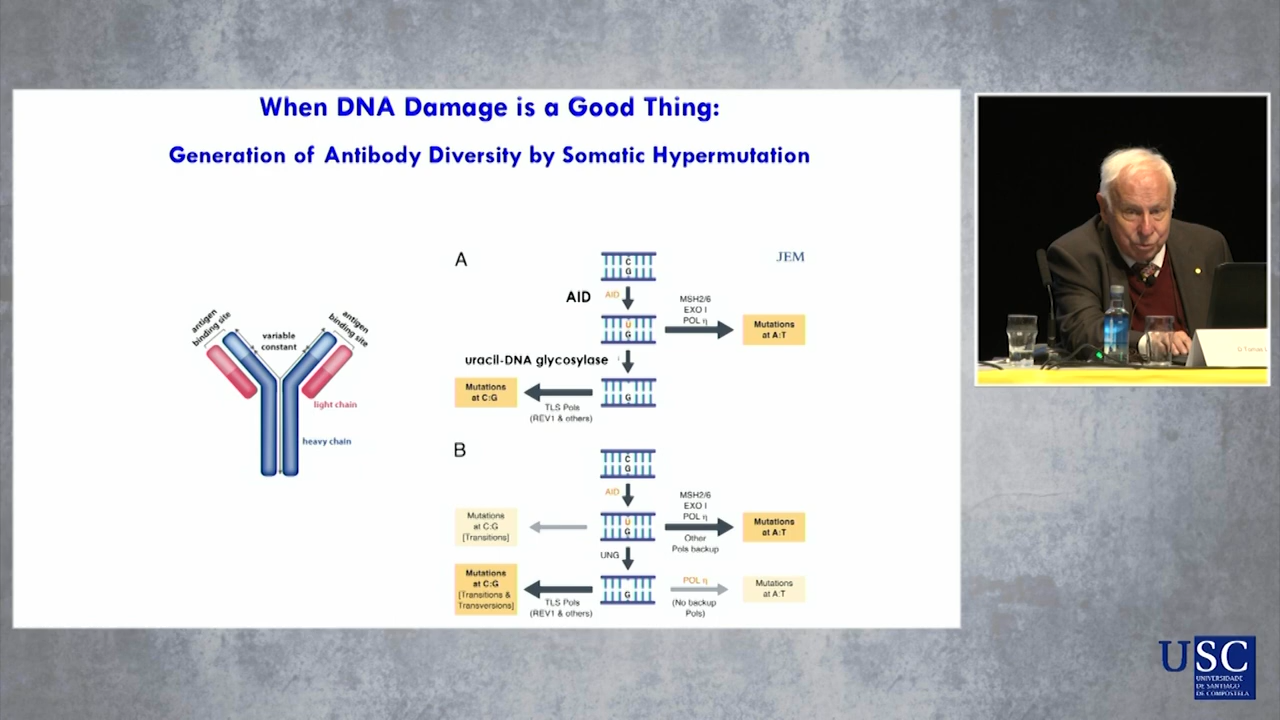 When DNA Damage is a Good Thing:
Generation of Antibody Diversity by Somatic Hypermutation
antigen
binding site
antigen
binding site
variable
constant
light chain
heavy chain
A
JEM
C
G
AID
AID
MSH2/6
EXO I
POL η
U
G
Mutations
at A:T
uracil-DNA glycosylase
Mutations
at C:G
TLS Pols
(REV1 & others)
G
B
C
G
AID
MSH2/6
EXO I
POL η
Mutations
at C:G
[Transitions]
U
G
Other
Pols backup
Mutations
at A:T
UNG
Mutations
at C:G
[Transitions &
Transversions]
TLS Pols
(REV1 & others)
G
POL η
(No backup
Pols)
Mutations
at A:T
USC
UNIVERSIDADE
DE SANTIAGO
DE COMPOSTELA